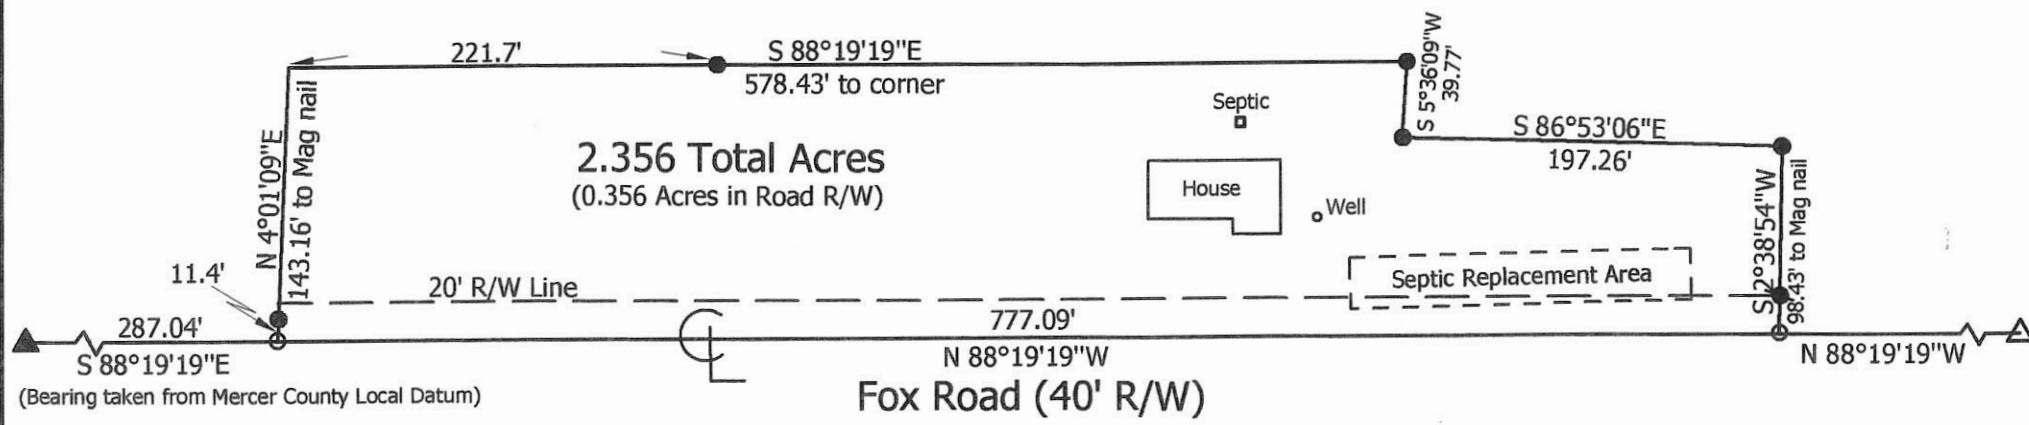 221.7'
S 88°19'19"E
578.43' to corner
S 5°36'09"W
39.77'
Septic
S 86°53'06"E
197.26'
2.356 Total Acres
(0.356 Acres in Road R/W)
House
Well
N 4°01'09"E
143.16' to Mag nail
S 2°38'54"W
98.43' to Mag nail
11.4'
20' R/W Line
Septic Replacement Area
287.04'
S 88°19'19"E
(Bearing taken from Mercer County Local Datum)
CL
777.09'
N 88°19'19"W
N 88°19'19"W
Fox Road (40' R/W)